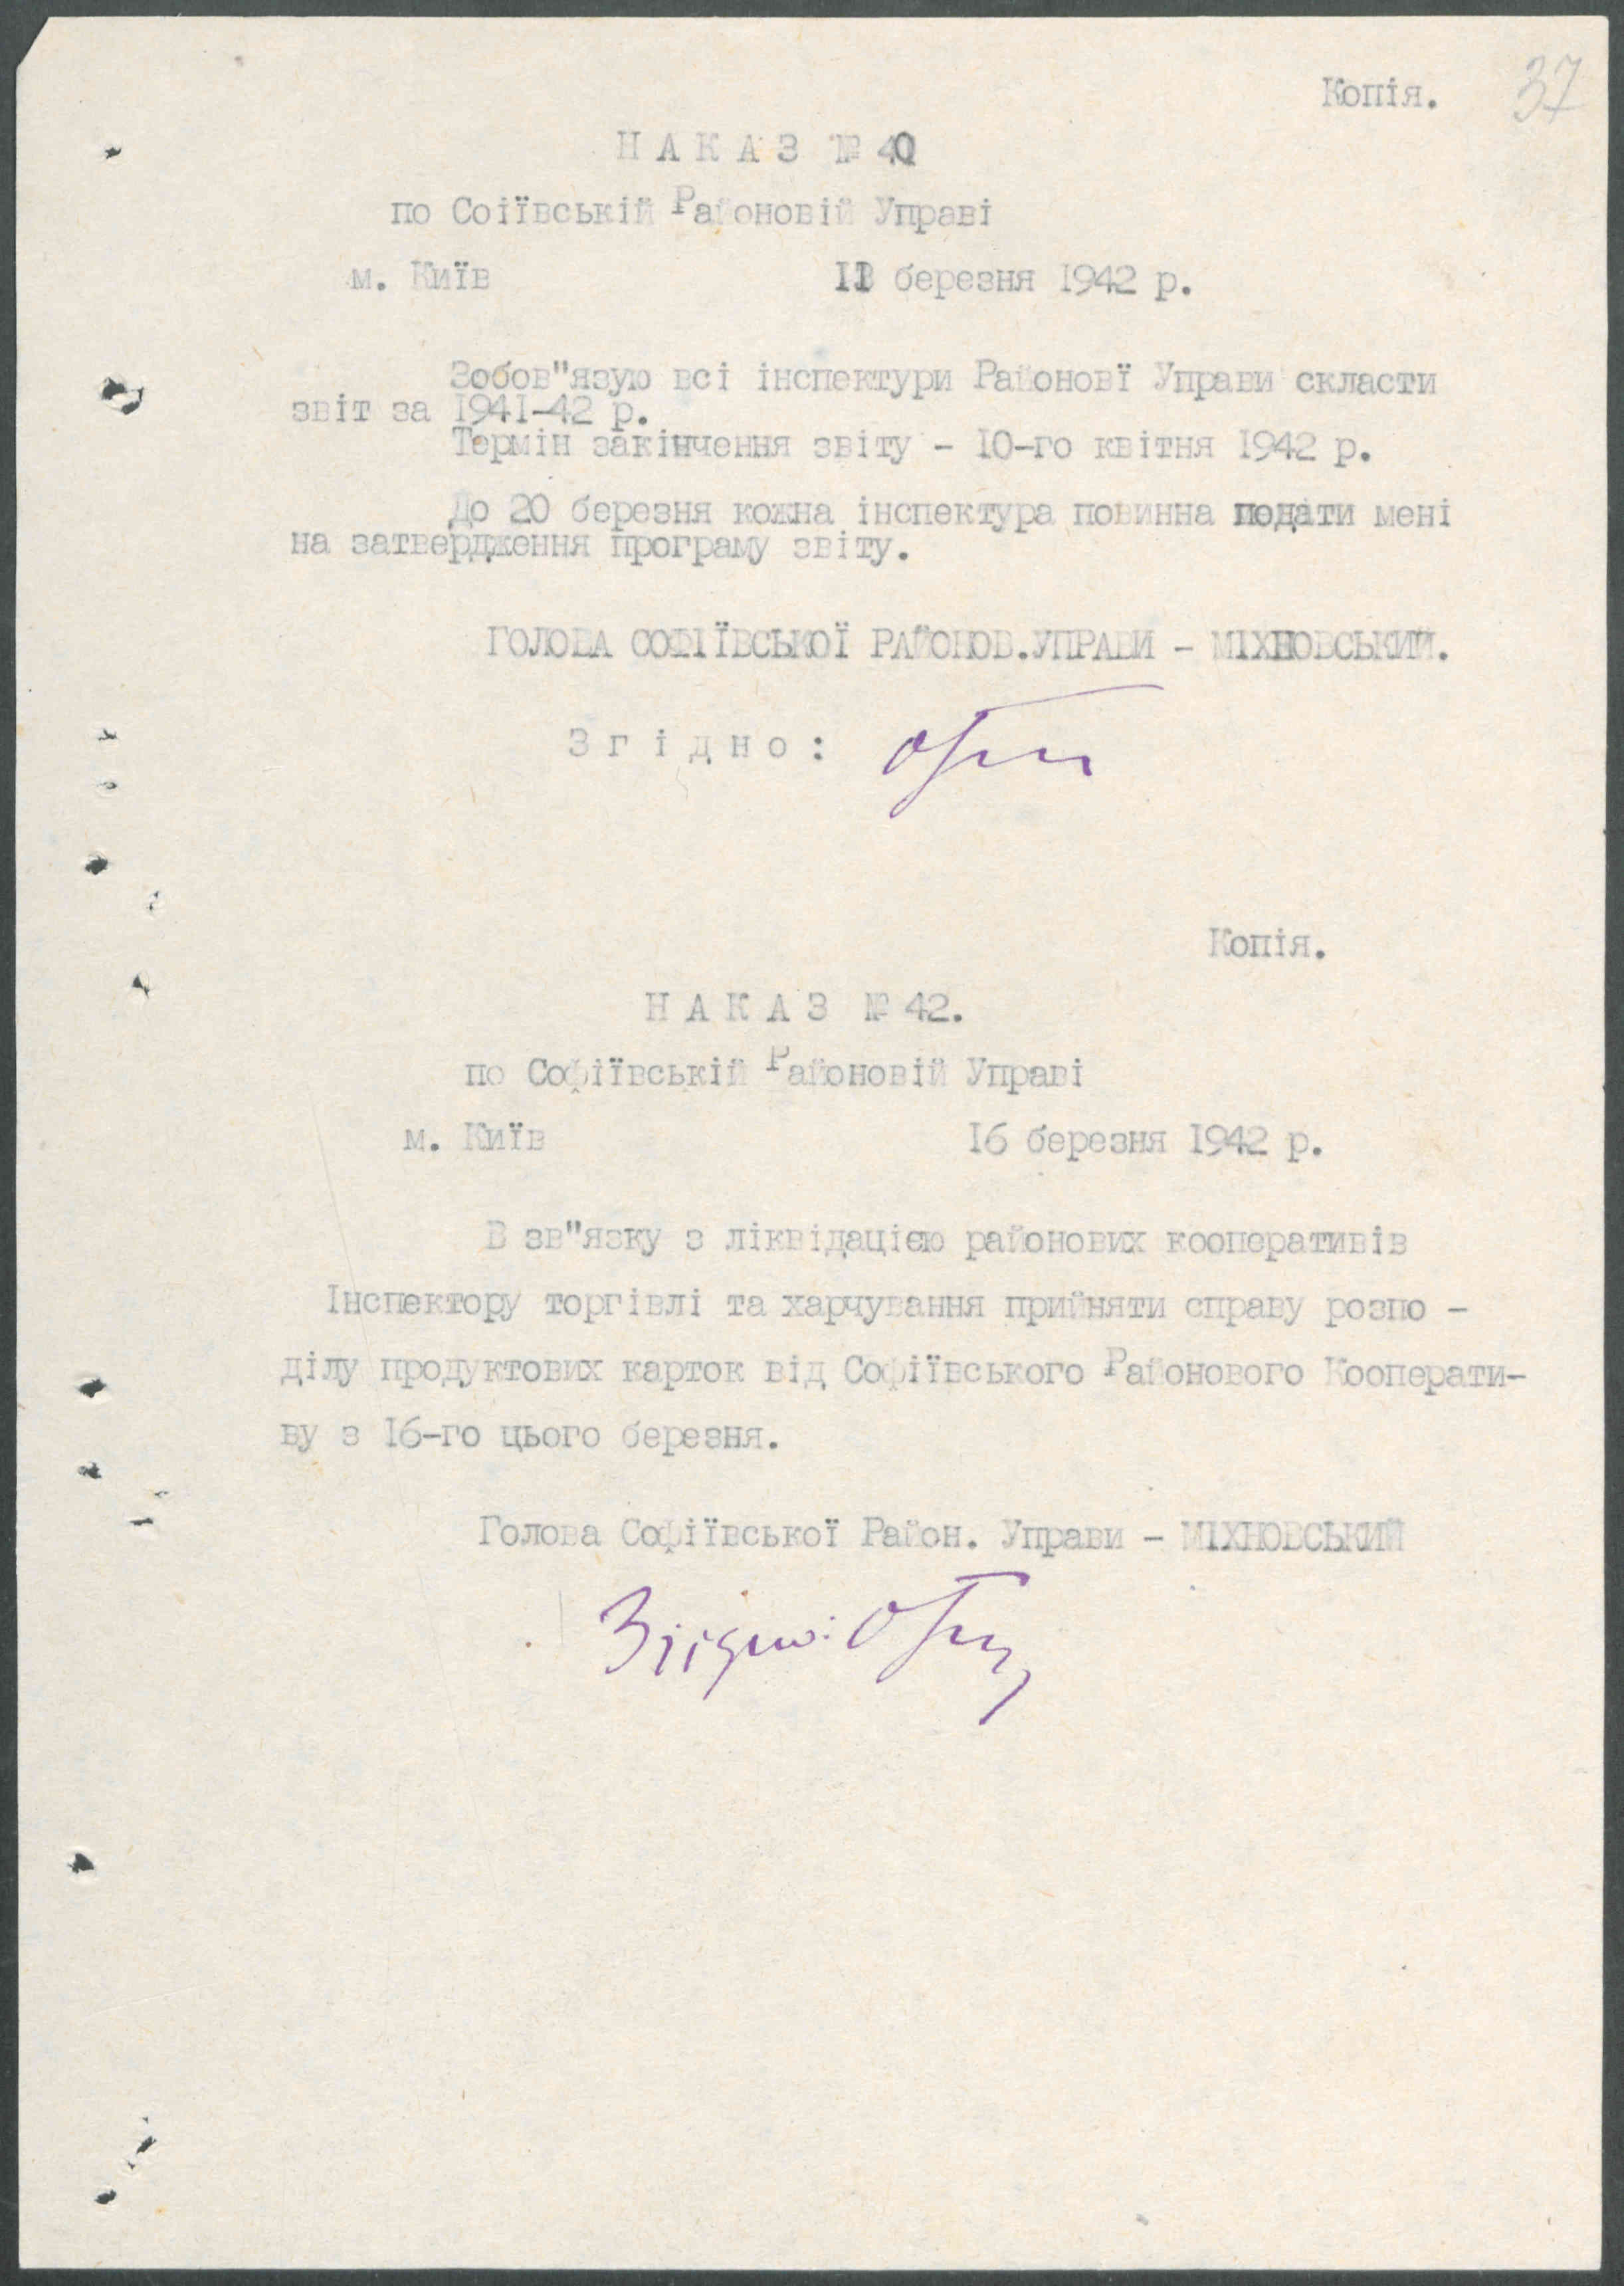 Копія. 37
НАКАЗ № 40
по Соіївській Районовій Управі
м. Київ 11 березня 1942 р.
Зобов"язую всі інспектури Районові Управи скласти
звіт за 1941-42 р.
Термін закінчення звіту - 10-го квітня 1942 р.
До 20 березня кожна інспектура повинна подати мені
на затвердження програму звіту.
ГОЛОВА СОФІЇВСЬКОЇ РАЙОНОВ.УПРАВИ - МІХНОВСЬКИЙ.
Згідно:
Копія.
НАКАЗ № 42.
по Софіївській Районовій Управі
м. Київ 16 березня 1942 р.
В зв"язку з ліквідацією районових кооперативів
Інспектору торгівлі та харчування прийняти справу розпо -
ділу продуктових карток від Софіївського Районового Кооперати-
ву з 16-го цього березня.
Голова Софіївської Район. Управи - МІХНОВСЬКИЙ
Згідно: